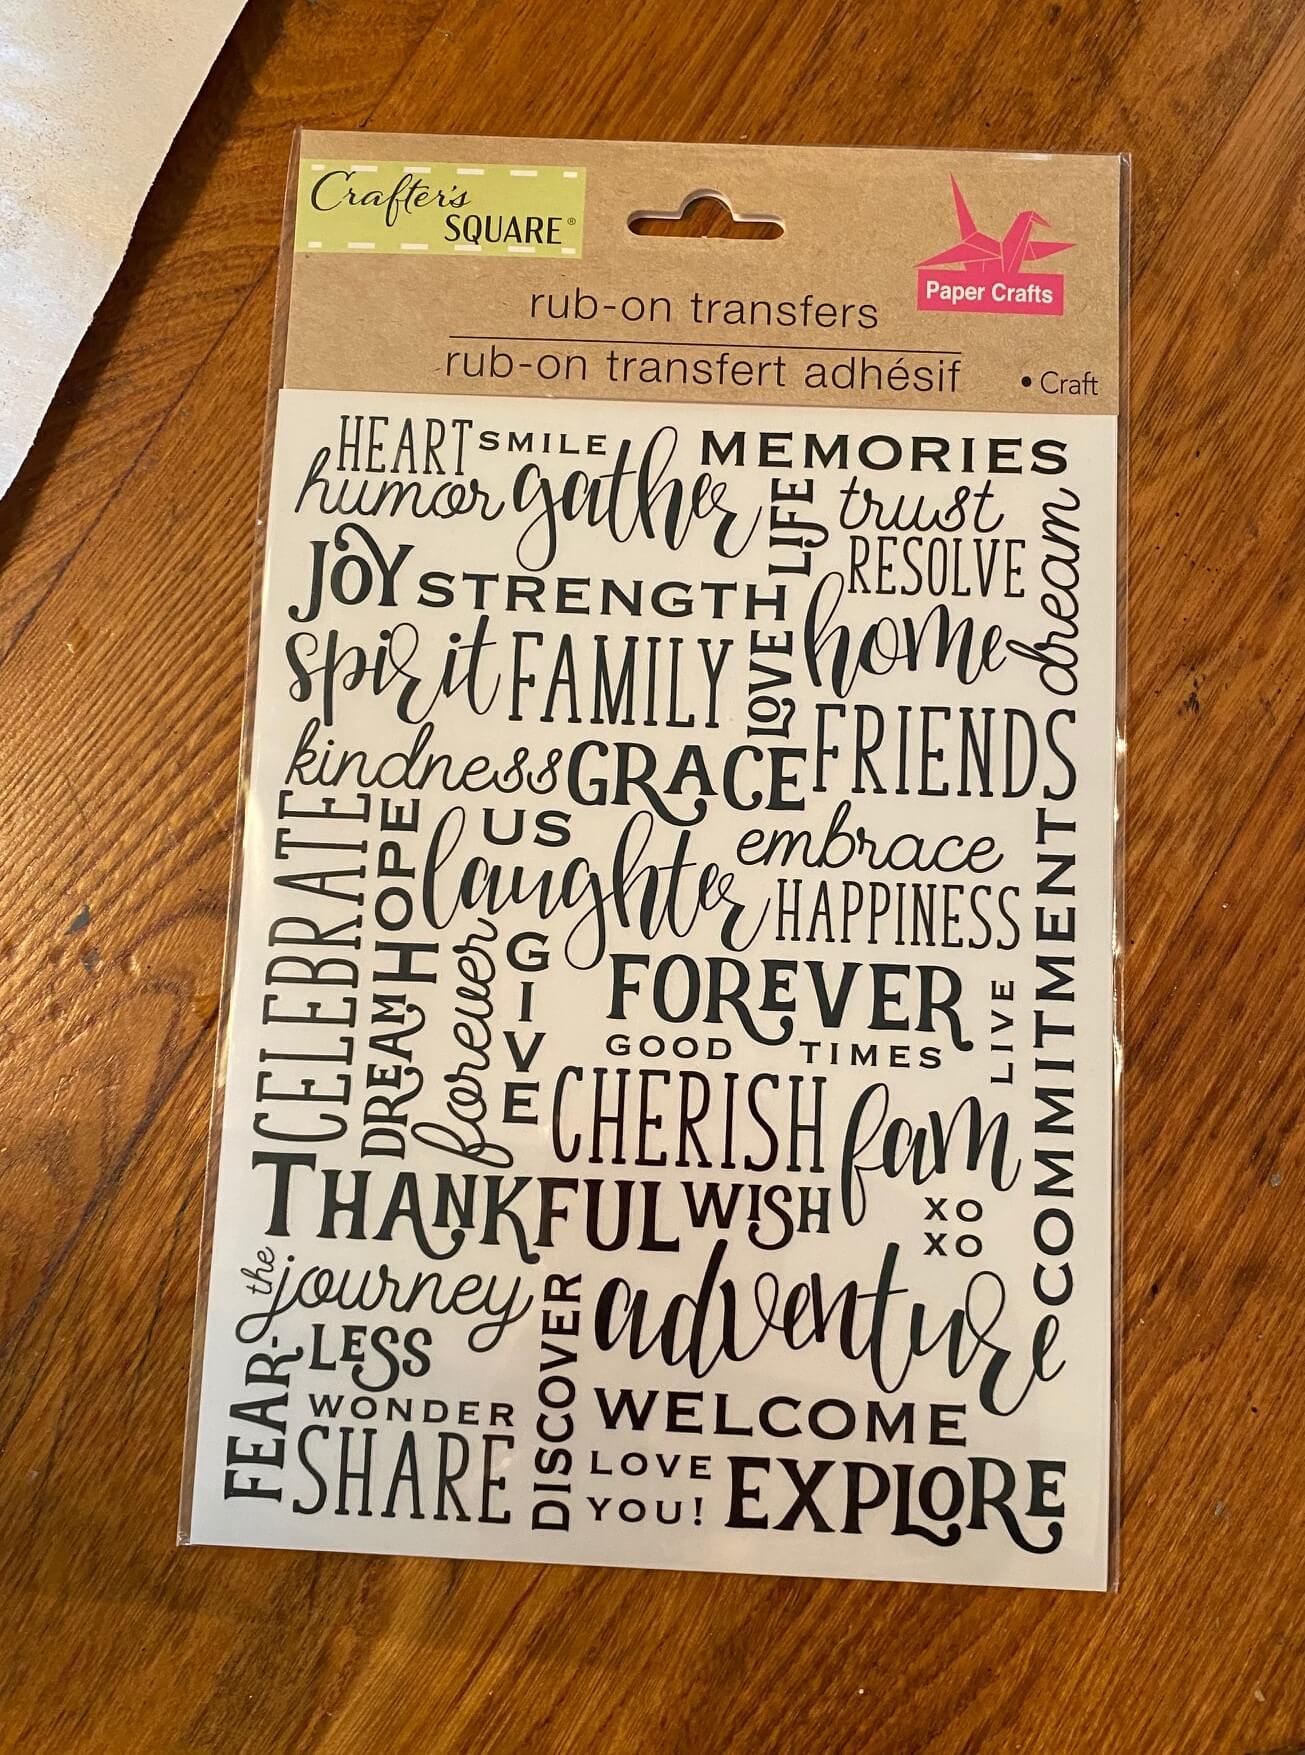 Crafter's
SQUARE®
Paper Crafts
rub-on transfers
rub-on transfert adhésif
• Craft
HEART
SMILE
MEMORIES
humor
gather
LIFE
trust
RESOLVE
dream
JOY
STRENGTH
home
spirit
FAMILY
LOVE
FRIENDS
kindness
GRACE
CELEBRATE
HOPE
US
laughter
embrace
HAPPINESS
COMMITMENT
DREAM
forever
GIVE
FOREVER
LIVE
GOOD TIMES
CHERISH
fam
THANKFUL
WISH
XO
XO
the
journey
adventure
FEAR-
LESS
DISCOVER
WONDER
WELCOME
SHARE
LOVE
YOU!
EXPLORE